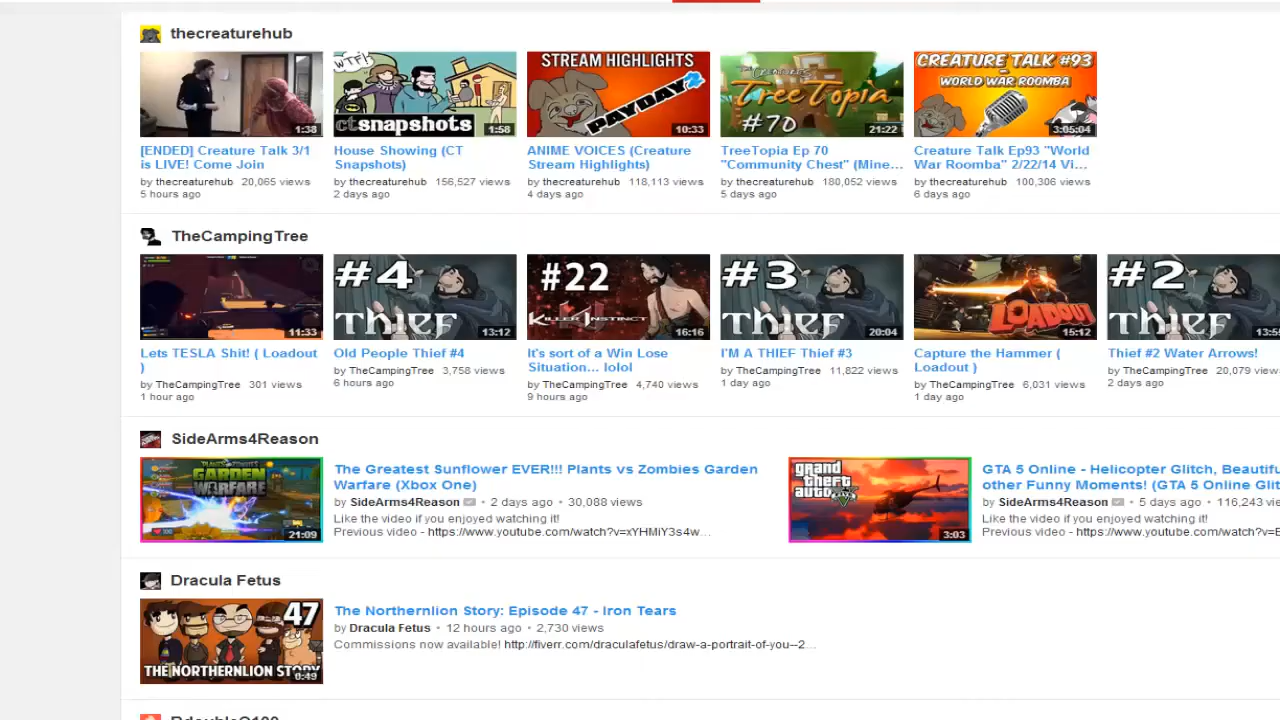 thecreaturehub
WTF!
STREAM HIGHLIGHTS
THE CREATURES
CREATURE TALK #93
TreeTopia
WORLD WAR ROOMBA
PAYDAY 2
ctsnapshots
#70
1:38
1:58
10:33
21:22
3:05:04
[ENDED] Creature Talk 3/1
House Showing (CT
ANIME VOICES (Creature
TreeTopia Ep 70
Creature Talk Ep93 "World
is LIVE! Come Join
Snapshots)
Stream Highlights)
"Community Chest" (Mine...
War Roomba" 2/22/14 Vi...
by thecreaturehub 20,065 views
by thecreaturehub 156,527 views
by thecreaturehub 118,113 views
by thecreaturehub 180,052 views
by thecreaturehub 100,306 views
5 hours ago
2 days ago
4 days ago
5 days ago
6 days ago
TheCampingTree
#4
#22
#3
#2
THIEF
KILLER INSTINCT
THIEF
LOADOUT
THIEF
11:33
13:12
16:16
20:04
15:12
Lets TESLA Shit! ( Loadout
Old People Thief #4
It's sort of a Win Lose
I'M A THIEF Thief #3
Capture the Hammer (
Thief #2 Water Arrows!
)
Situation... lolol
Loadout )
by TheCampingTree 301 views
by TheCampingTree 3,758 views
by TheCampingTree 4,740 views
by TheCampingTree 11,822 views
by TheCampingTree 6,031 views
by TheCampingTree 20,079
1 hour ago
6 hours ago
9 hours ago
1 day ago
1 day ago
2 days ago
SideArms4Reason
GARDEN
WARFARE
21:09
The Greatest Sunflower EVER!!! Plants vs Zombies Garden
Warfare (Xbox One)
by SideArms4Reason • 2 days ago • 30,088 views
Like the video if you enjoyed watching it!
Previous video - https://www.youtube.com/watch?v=xYHMiY3s4w...
grand
theft
auto V
3:03
GTA 5 Online - Helicopter Glitch, Beautifu
other Funny Moments! (GTA 5 Online Glit
by SideArms4Reason • 5 days ago • 116,243
Like the video if you enjoyed watching it!
Previous video - https://www.youtube.com/watch?v=
Dracula Fetus
47
THE NORTHERNLION STORY
0:49
The Northernlion Story: Episode 47 - Iron Tears
by Dracula Fetus • 12 hours ago • 2,730 views
Commissions now available! http://fiverr.com/draculafetus/draw-a-portrait-of-you--2...